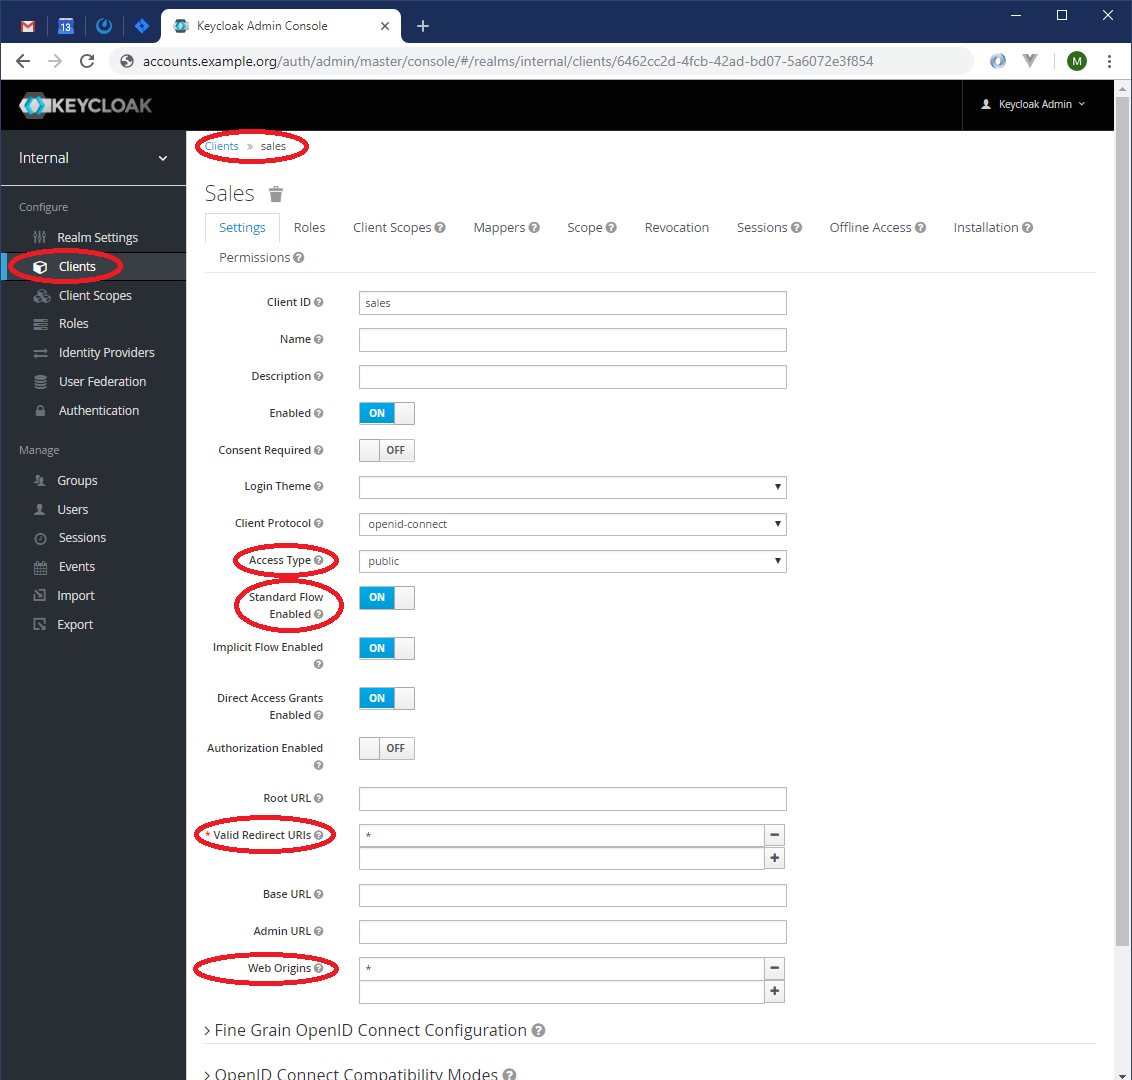 13
Keycloak Admin Console
accounts.example.org/auth/admin/master/console/#/realms/internal/clients/6462cc2d-4fcb-42ad-bd07-5a6072e3f854
M
KEYCLOAK
Keycloak Admin
Internal
Configure
Realm Settings
Clients
Client Scopes
Roles
Identity Providers
User Federation
Authentication
Manage
Groups
Users
Sessions
Events
Import
Export
Clients » sales
Sales
Settings Roles Client Scopes Mappers Scope Revocation Sessions Offline Access Installation
Permissions
Client ID sales
Name
Description
Enabled ON
Consent Required OFF
Login Theme
Client Protocol openid-connect
Access Type public
Standard Flow
Enabled ON
Implicit Flow Enabled ON
Direct Access Grants
Enabled ON
Authorization Enabled OFF
Root URL
* Valid Redirect URIs *
Base URL
Admin URL
Web Origins *
Fine Grain OpenID Connect Configuration
OpenID Connect Compatibility Modes